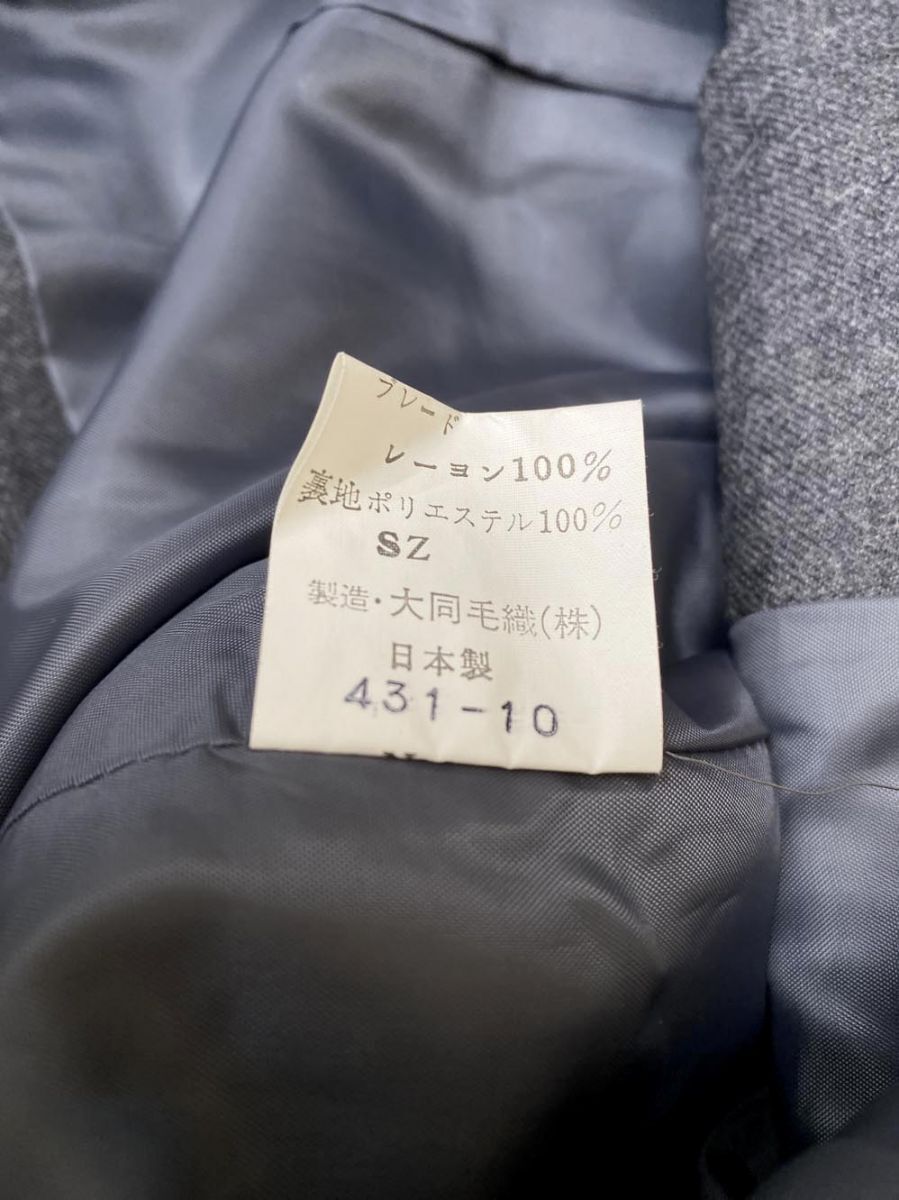 ブレード
レーヨン100%
裏地ポリエステル100%
SZ
製造・大同毛織(株)
日本製
431-10